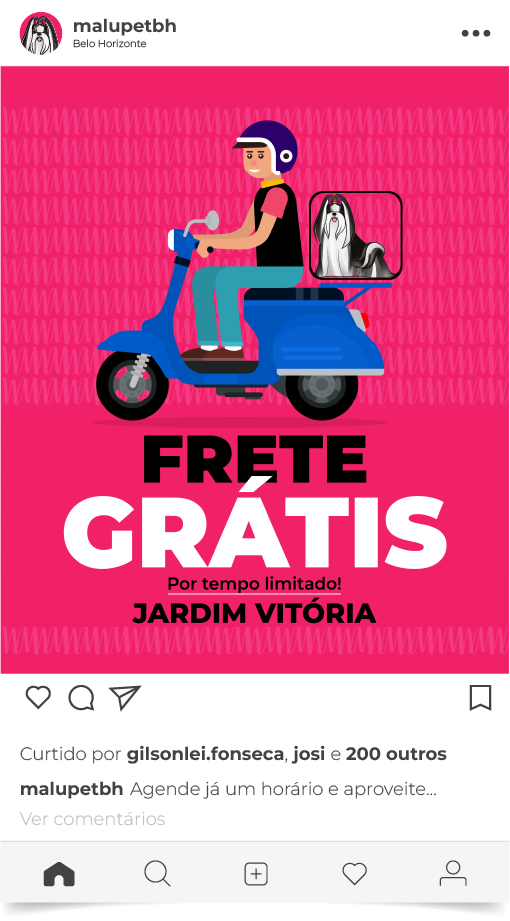 malupetbh
Belo Horizonte
FRETE
GRÁTIS
Por tempo limitado!
JARDIM VITÓRIA
Curtido por gilsonlei.fonseca, josi e 200 outros
malupetbh Agende já um horário e aproveite...
Ver comentários